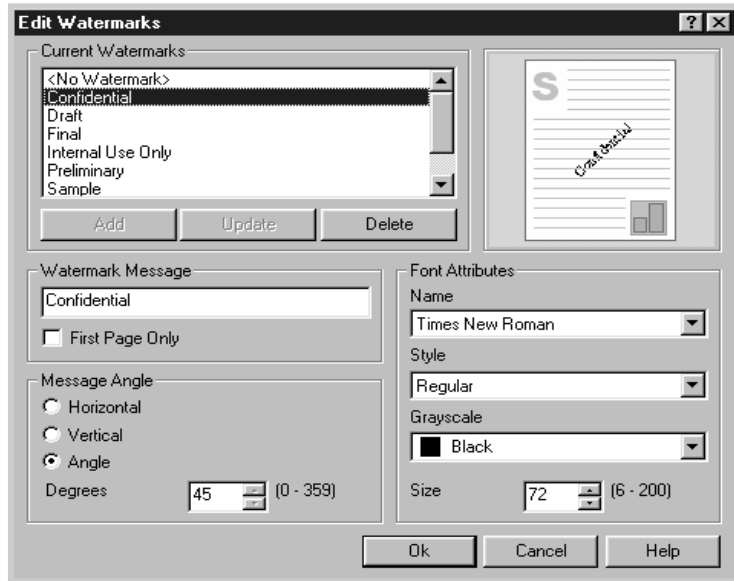 Edit Watermarks
Current Watermarks
<No Watermark>
Confidential
Draft
Final
Internal Use Only
Preliminary
Sample
Add
Update
Delete
S
Confidential
Watermark Message
Confidential
First Page Only
Message Angle
Horizontal
Vertical
Angle
Degrees 45 (0 - 359)
Font Attributes
Name
Times New Roman
Style
Regular
Grayscale
Black
Size 72 (6 - 200)
Ok
Cancel
Help